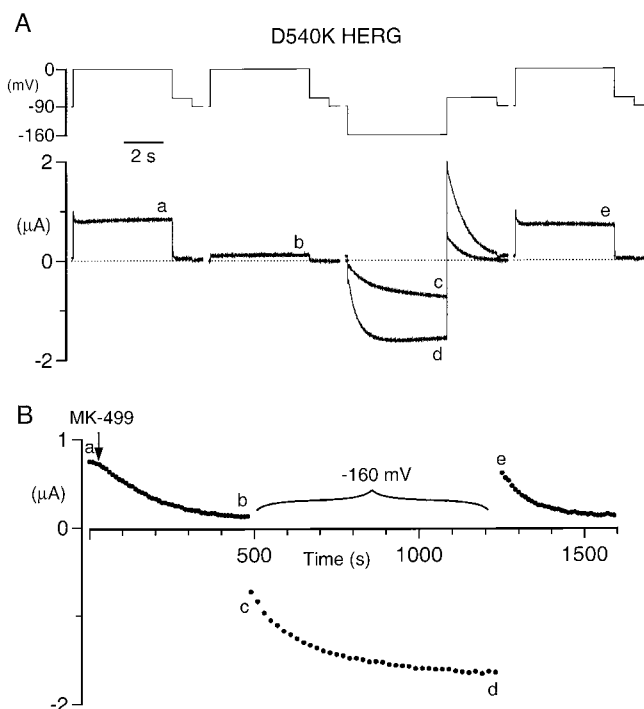 A
D540K HERG
0
(mV)
-90
-160
2 s
2
(μA)
0
-2
a
b
c
d
e
B
MK-499
1
(μA)
0
-2
a
b
-160 mV
e
500
Time (s)
1000
1500
c
d